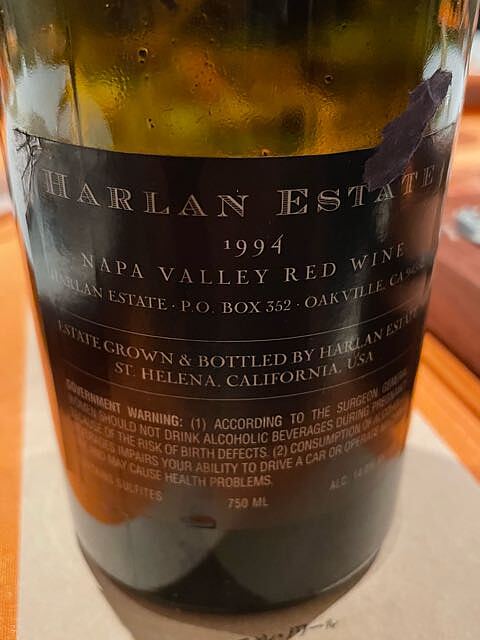 HARLAN ESTATE
1994
NAPA VALLEY RED WINE
HARLAN ESTATE · P.O. BOX 352 · OAKVILLE, CA
ESTATE GROWN & BOTTLED BY HARLAN ESTATE
ST. HELENA, CALIFORNIA, USA
GOVERNMENT WARNING: (1) ACCORDING TO THE SURGEON GENERAL
WOMEN SHOULD NOT DRINK ALCOHOLIC BEVERAGES DURING
BECAUSE OF THE RISK OF BIRTH DEFECTS. (2) CONSUMPTION OF
BEVERAGES IMPAIRS YOUR ABILITY TO DRIVE A CAR OR OPERATE
AND MAY CAUSE HEALTH PROBLEMS.
SULFITES 750 ML ALC.